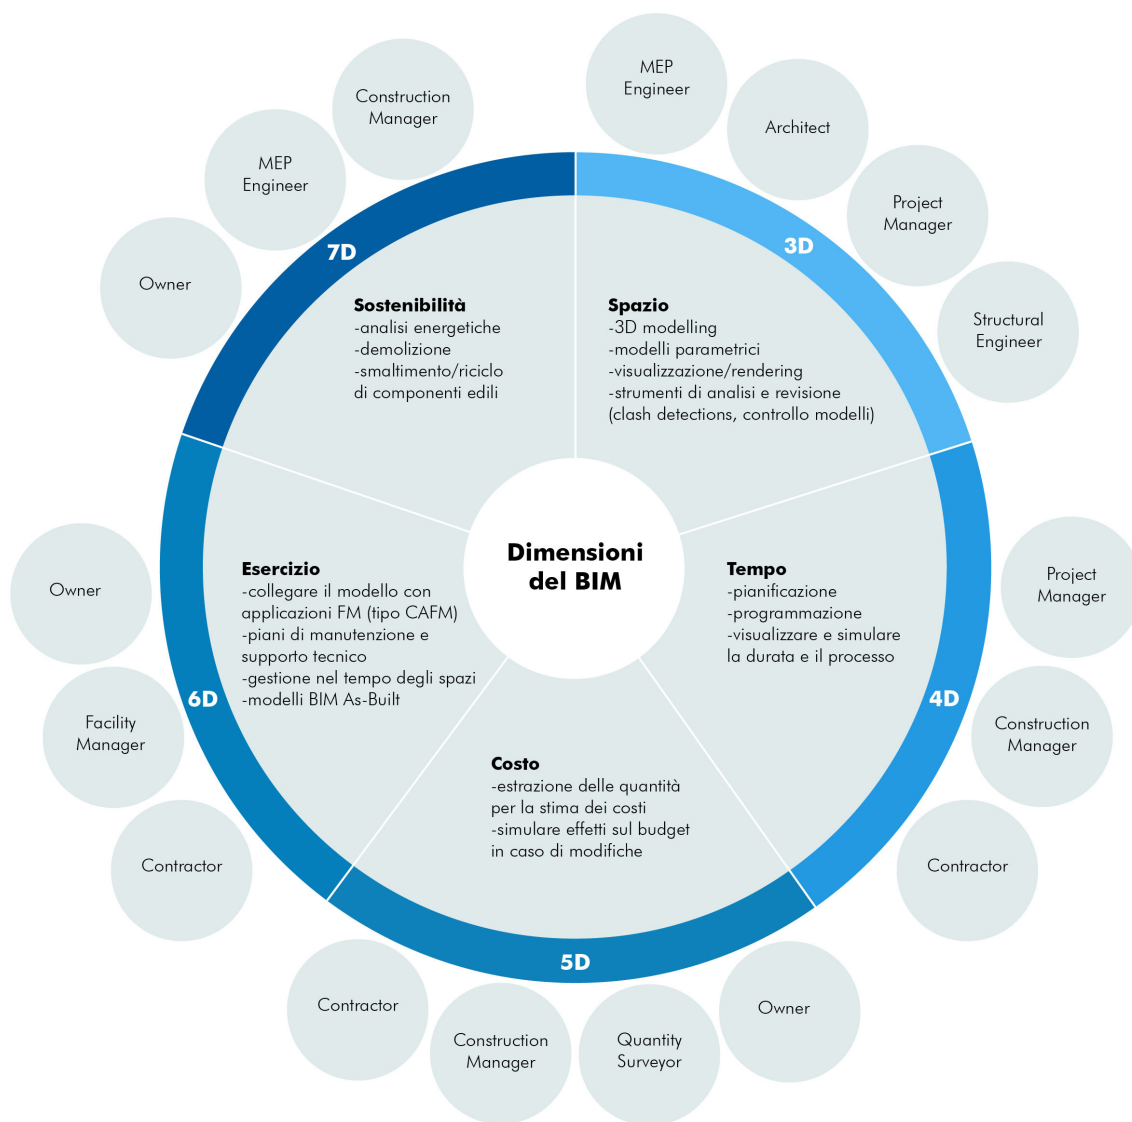 Dimensioni
del BIM
3D
Spazio
-3D modelling
-modelli parametrici
-visualizzazione/rendering
-strumenti di analisi e revisione
(clash detections, controllo modelli)
MEP
Engineer
Architect
Project
Manager
Structural
Engineer
4D
Tempo
-pianificazione
-programmazione
-visualizzare e simulare
la durata e il processo
Project
Manager
Construction
Manager
Contractor
5D
Costo
-estrazione delle quantità
per la stima dei costi
-simulare effetti sul budget
in caso di modifiche
Owner
Quantity
Surveyor
Construction
Manager
Contractor
6D
Esercizio
-collegare il modello con
applicazioni FM (tipo CAFM)
-piani di manutenzione e
supporto tecnico
-gestione nel tempo degli spazi
-modelli BIM As-Built
Contractor
Facility
Manager
Owner
7D
Sostenibilità
-analisi energetiche
-demolizione
-smaltimento/riciclo
di componenti edili
Owner
MEP
Engineer
Construction
Manager